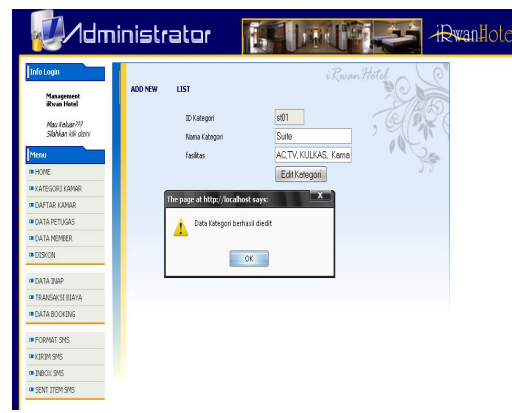 Administrator
iRwanHote
Info Login
Management
iRwan Hotel
Mau Keluar???
Silahkan klik disini
Menu
HOME
KATEGORI KAMAR
DAFTAR KAMAR
DATA PETUGAS
DATA MEMBER
DISKON
DATA INAP
TRANSAKSI BIAYA
DATA BOOKING
FORMAT SMS
KIRIM SMS
INBOX SMS
SENT ITEM SMS
iRwan Hotel
ADD NEW LIST
ID Kategori st01
Nama Kategori Suite
fasilitas AC,TV, KULKAS, Kama
Edit Kategori
The page at http://localhost says: X
Data Kategori berhasil diedit
OK